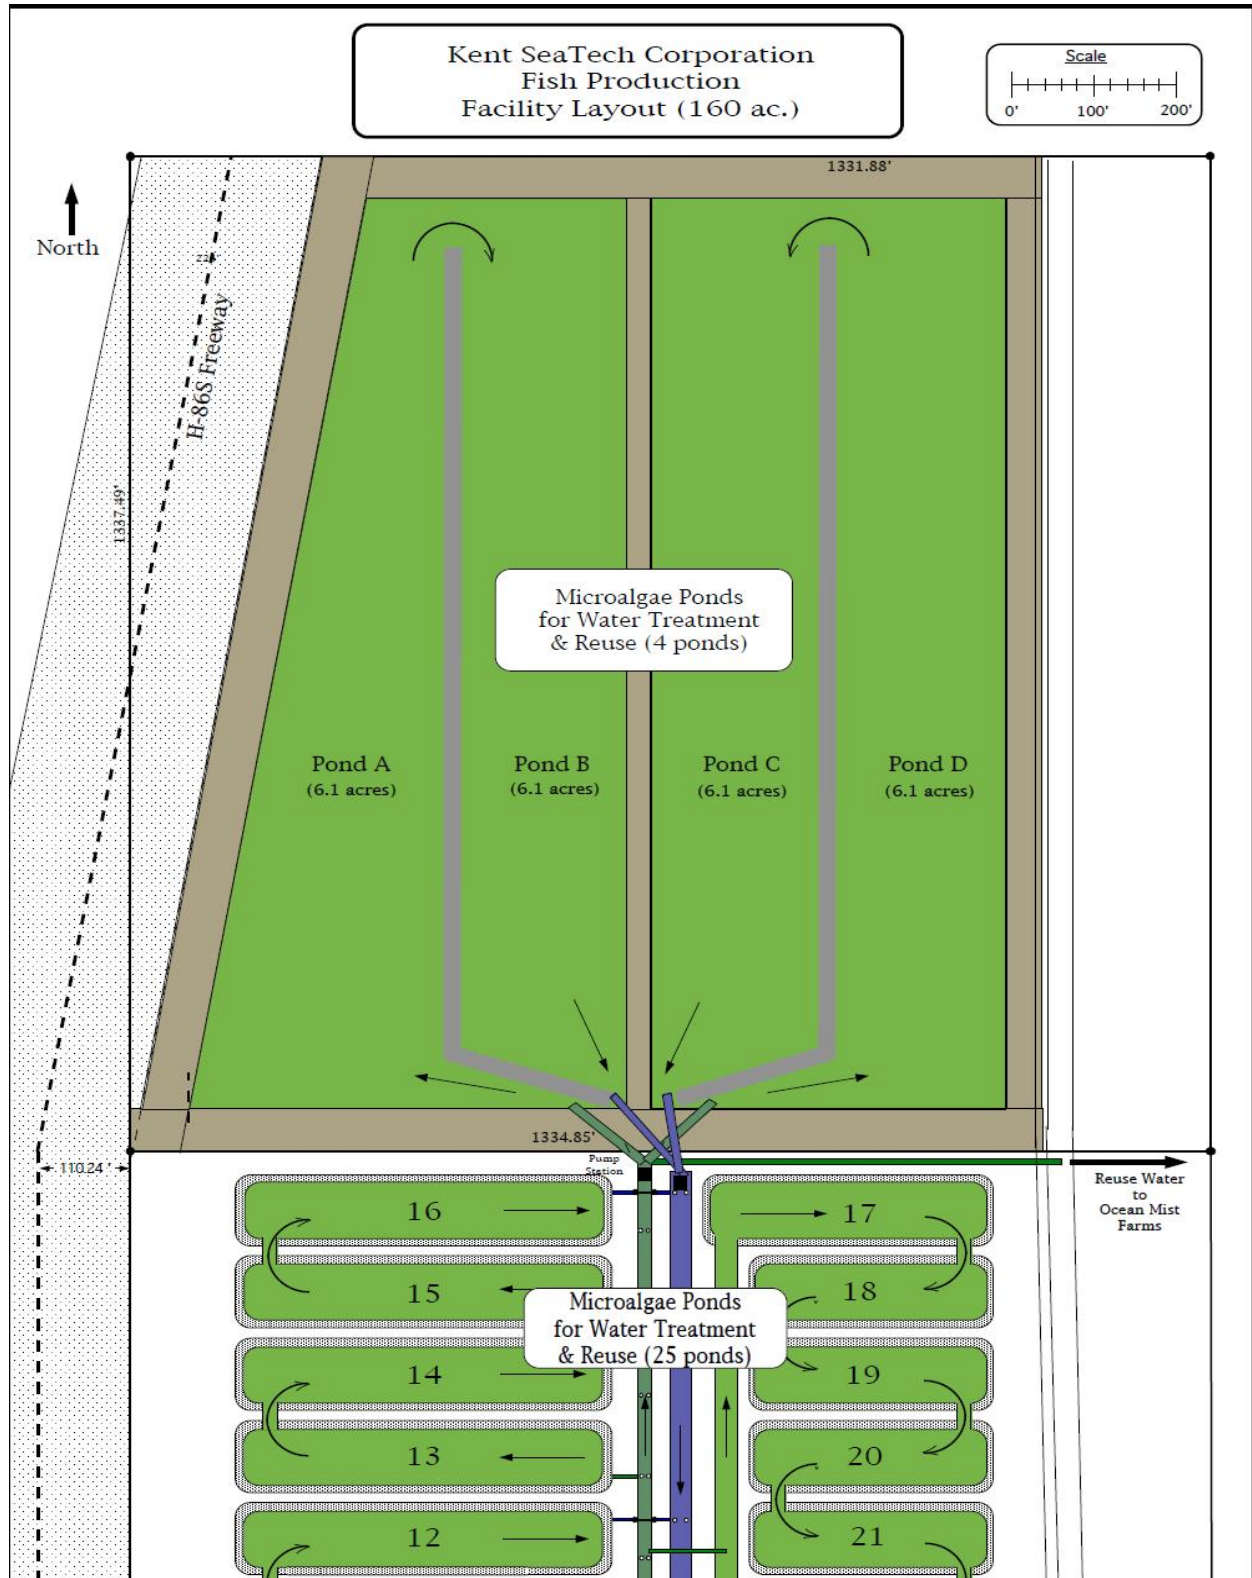 Kent SeaTech Corporation
Fish Production
Facility Layout (160 ac.)
Scale
0' 100' 200'
1331.88'
North
H-86S Freeway
1337.49'
Microalgae Ponds
for Water Treatment
& Reuse (4 ponds)
Pond A
(6.1 acres)
Pond B
(6.1 acres)
Pond C
(6.1 acres)
Pond D
(6.1 acres)
1334.85'
Pump
Station
110.24 '
Reuse Water
to
Ocean Mist
Farms
16
17
15
18
Microalgae Ponds
for Water Treatment
& Reuse (25 ponds)
14
19
13
20
12
21